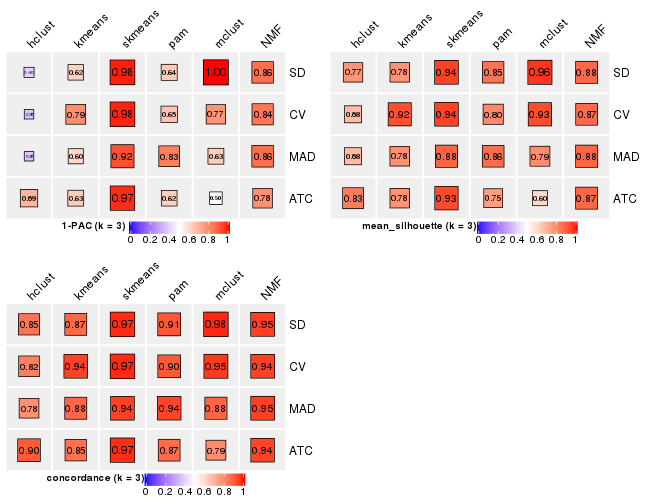 hclust kmeans skmeans pam mclust NMF
0.62 0.98 0.64 1.00 0.86 SD
0.79 0.98 0.65 0.77 0.84 CV
0.60 0.92 0.83 0.63 0.86 MAD
0.69 0.63 0.97 0.62 0.50 0.78 ATC
1-PAC (k = 3)
0 0.2 0.4 0.6 0.8 1
hclust kmeans skmeans pam mclust NMF
0.77 0.78 0.94 0.85 0.96 0.88 SD
0.68 0.92 0.94 0.80 0.93 0.87 CV
0.68 0.78 0.88 0.86 0.79 0.88 MAD
0.83 0.78 0.93 0.75 0.60 0.87 ATC
mean_silhouette (k = 3)
0 0.2 0.4 0.6 0.8 1
hclust kmeans skmeans pam mclust NMF
0.85 0.87 0.97 0.91 0.98 0.95 SD
0.82 0.94 0.97 0.90 0.95 0.94 CV
0.78 0.88 0.94 0.94 0.88 0.95 MAD
0.90 0.85 0.97 0.87 0.79 0.94 ATC
concordance (k = 3)
0 0.2 0.4 0.6 0.8 1